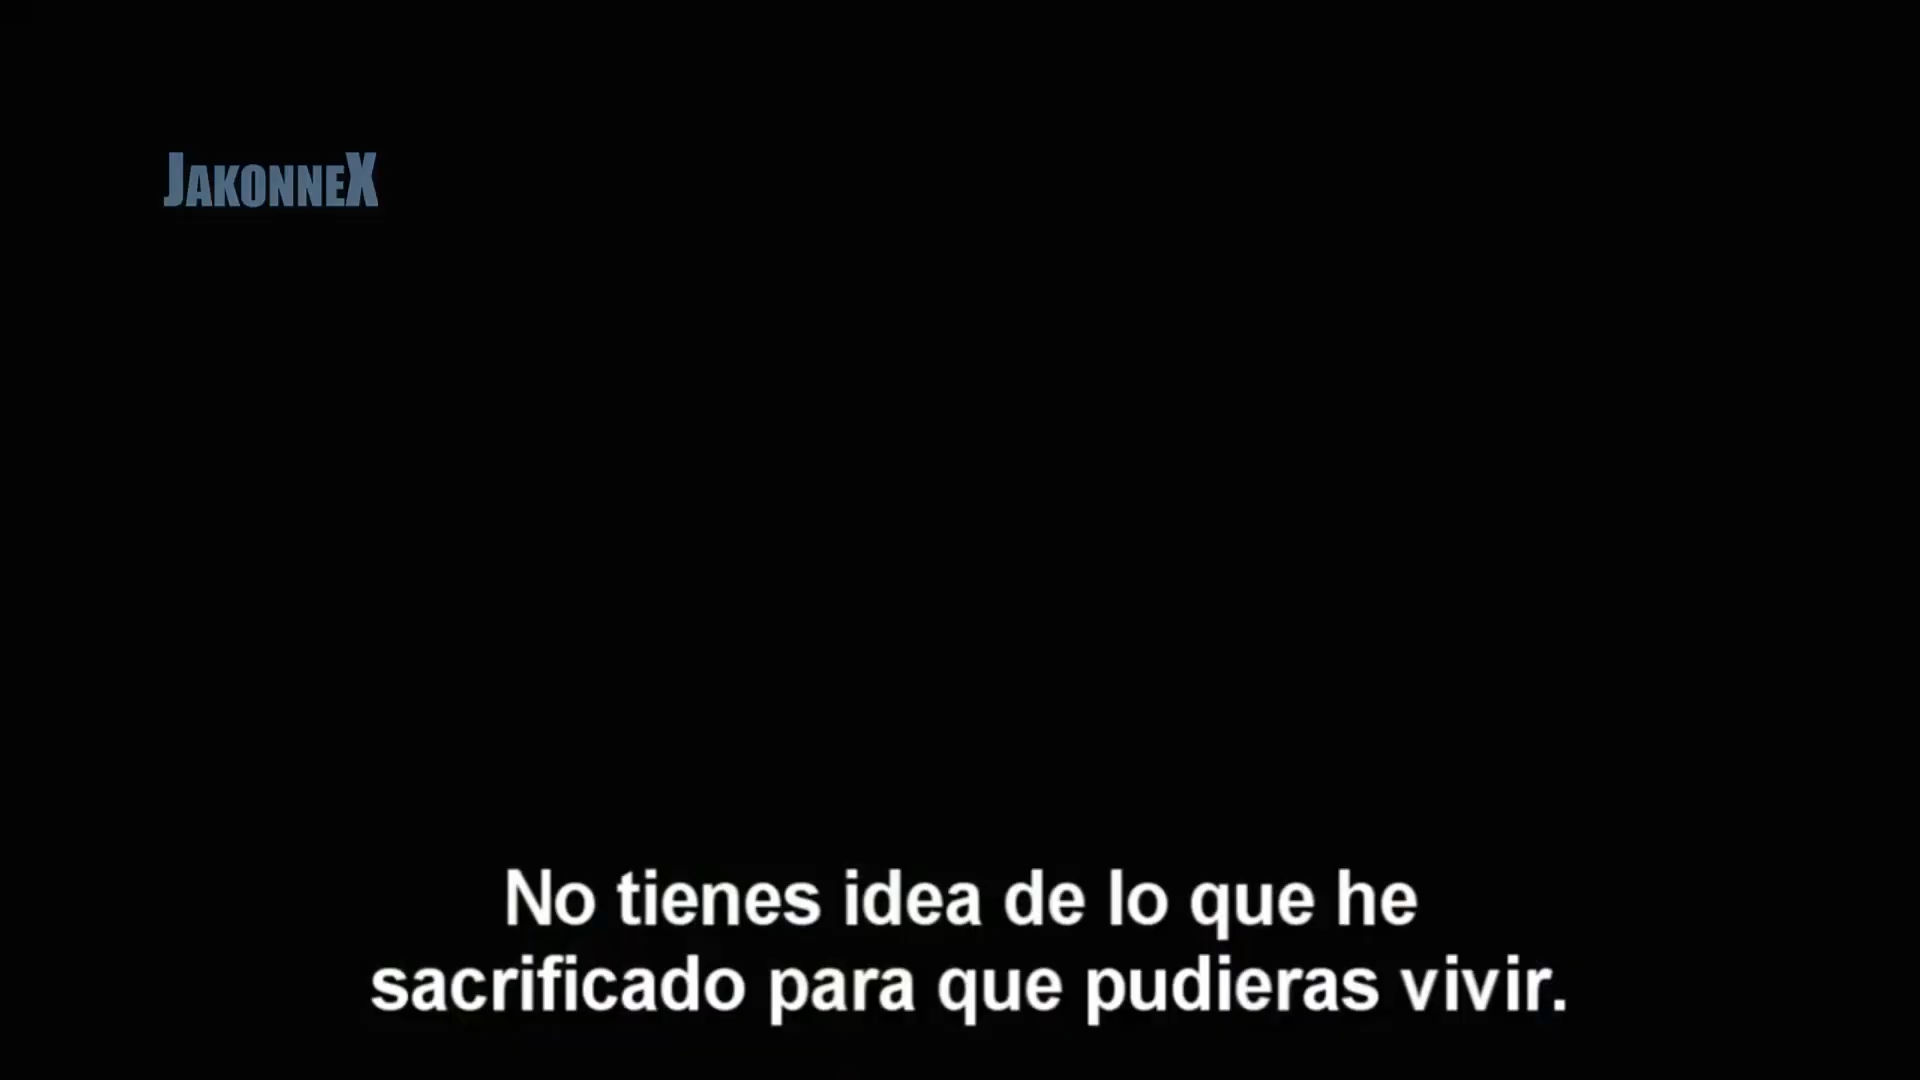 JAKONNEX
No tienes idea de lo que he
sacrificado para que pudieras vivir.